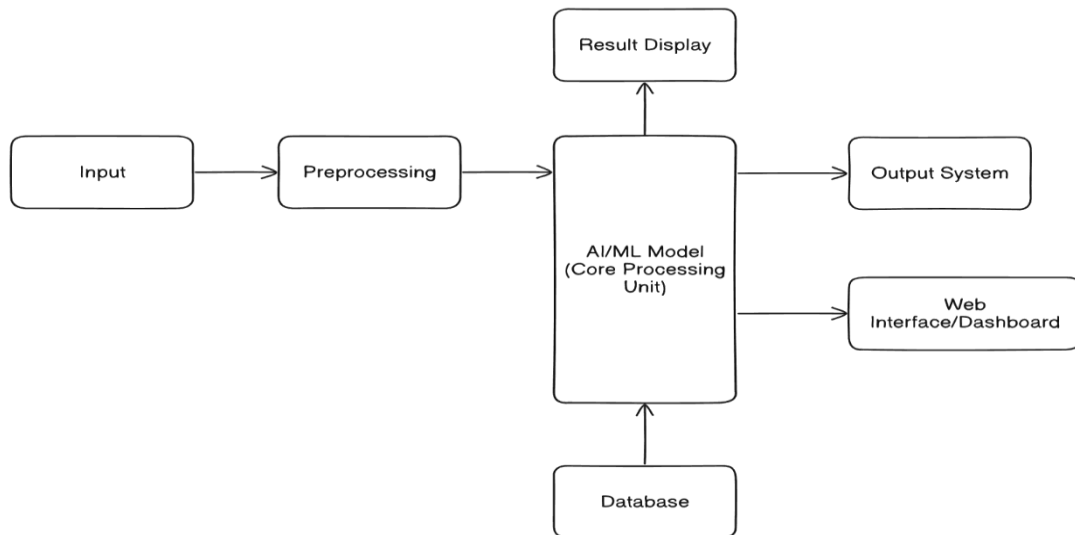 Result Display
Input
Preprocessing
Output System
AI/ML Model
(Core Processing
Unit)
Web
Interface/Dashboard
Database